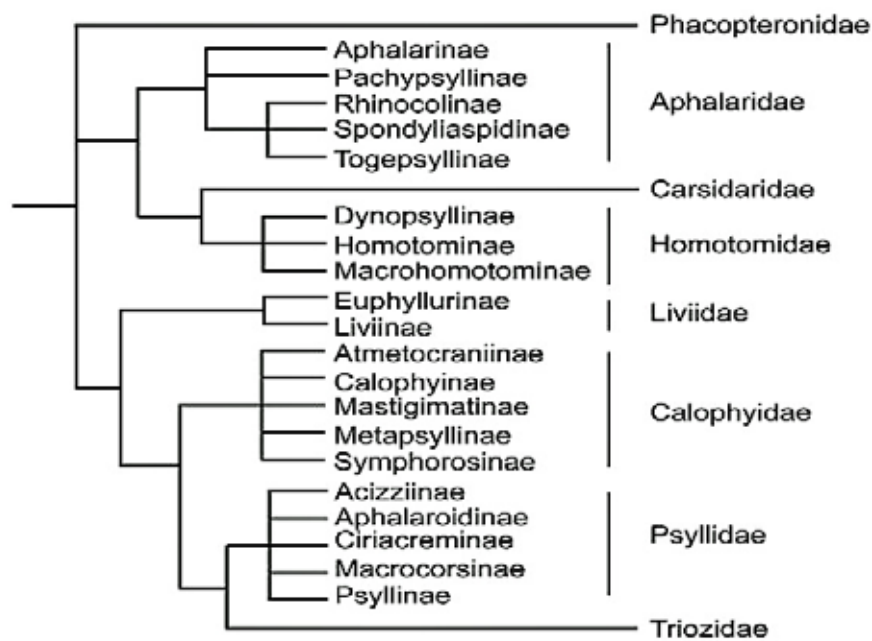 Phacopteronidae
Aphalarinae
Pachypsyllinae
Rhinocolinae
Aphalaridae
Spondyliaspidinae
Togepsyllinae
Carsidaridae
Dynopsyllinae
Homotominae
Homotomidae
Macrohomotominae
Euphyllurinae
Liviidae
Liviinae
Atmetocraniinae
Calophyinae
Mastigimatinae
Calophyidae
Metapsyllinae
Symphorosinae
Acizziinae
Aphalaroidinae
Psyllidae
Ciriacreminae
Macrocorsinae
Psyllinae
Triozidae